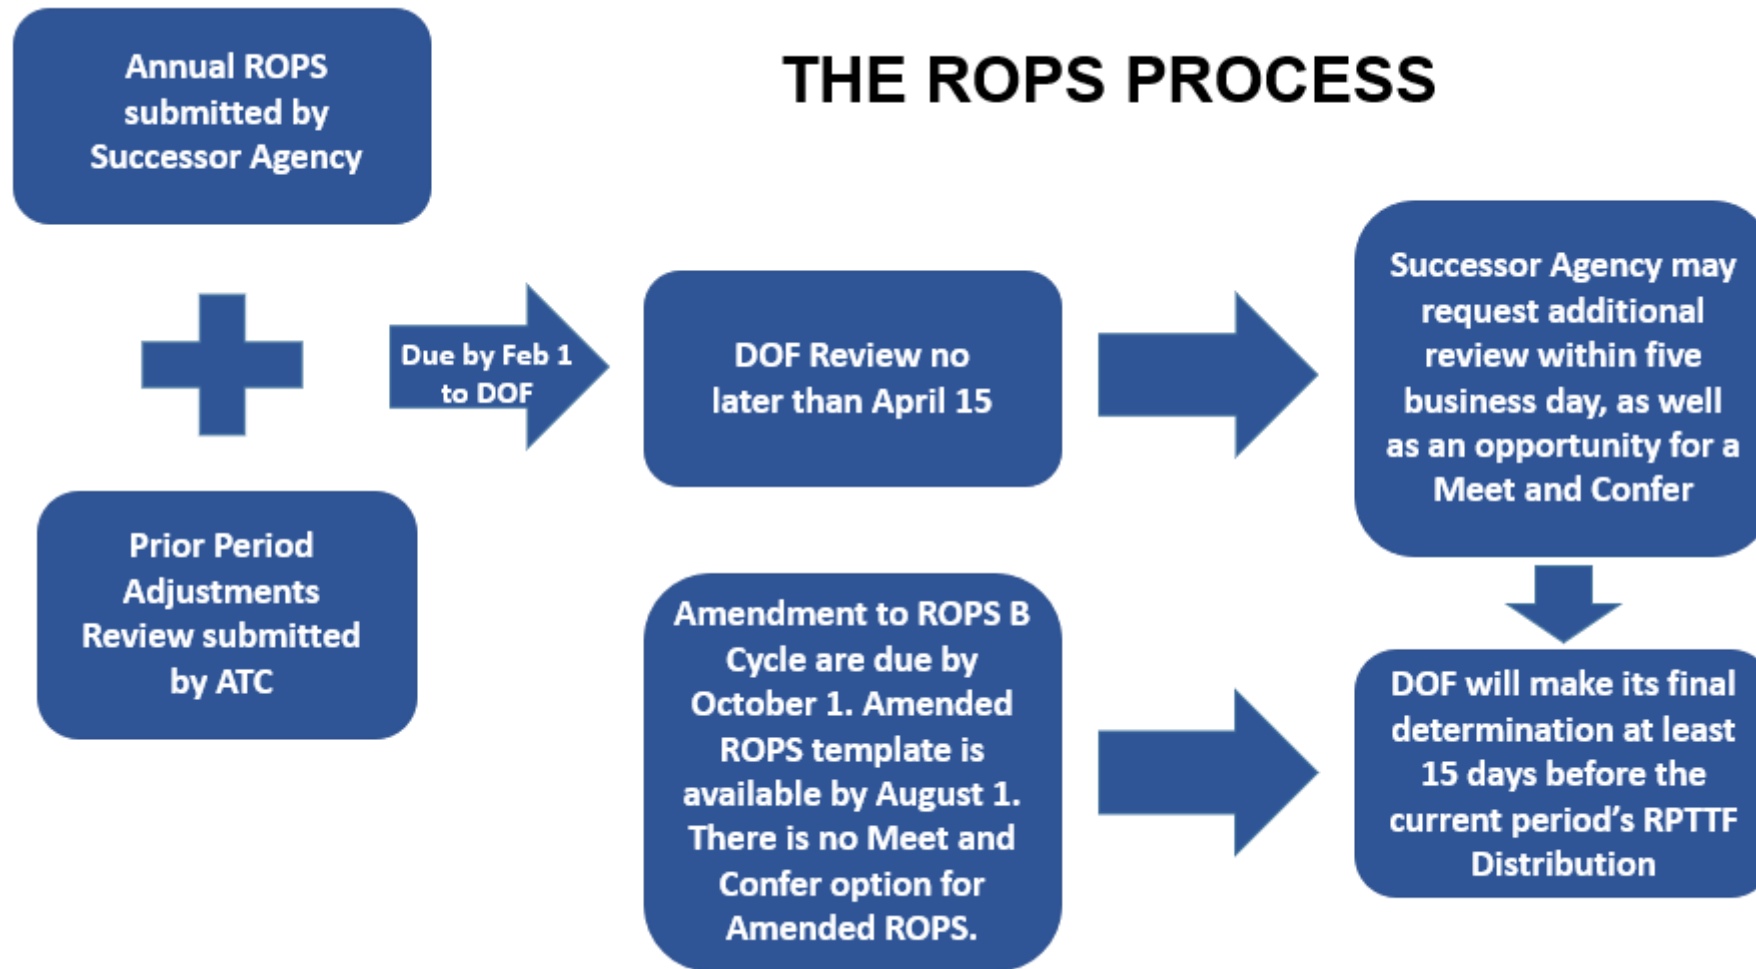 THE ROPS PROCESS
Annual ROPS
submitted by
Successor Agency
Prior Period
Adjustments
Review submitted
by ATC
Due by Feb 1
to DOF
DOF Review no
later than April 15
Successor Agency may
request additional
review within five
business day, as well
as an opportunity for a
Meet and Confer
Amendment to ROPS B
Cycle are due by
October 1. Amended
ROPS template is
available by August 1.
There is no Meet and
Confer option for
Amended ROPS.
DOF will make its final
determination at least
15 days before the
current period’s RPTTF
Distribution